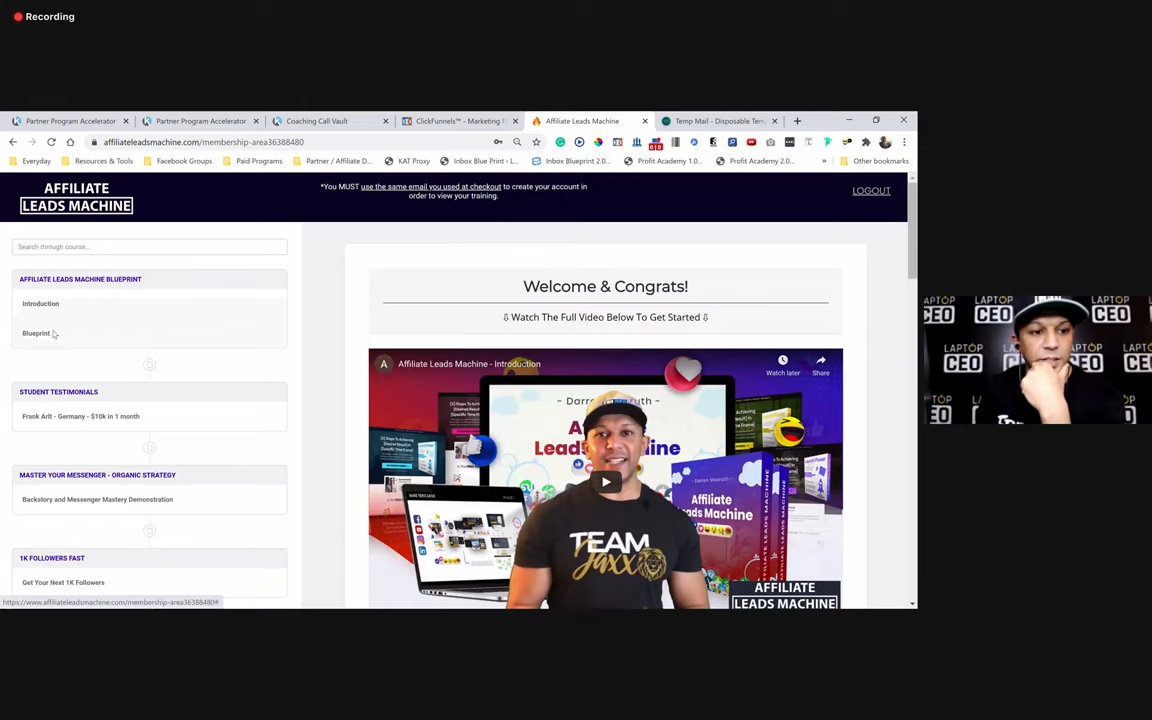 Recording
Partner Program Accelerator
Partner Program Accelerator
Coaching Call Vault
ClickFunnels™ - Marketing F
Affiliate Leads Machine
Temp Mail - Disposable Tem
affiliateleadsmachine.com/membership-area36388480
Everyday
Resources & Tools
Facebook Groups
Paid Programs
Partner / Affiliate D...
KAT Proxy
Inbox Blue Print - L...
Inbox Blueprint 2.0...
Profit Academy 1.0...
Profit Academy 2.0...
»
Other bookmarks
AFFILIATE
LEADS MACHINE
*You MUST use the same email you used at checkout to create your account in
order to view your training.
LOGOUT
Search through course...
AFFILIATE LEADS MACHINE BLUEPRINT
Introduction
Blueprint
STUDENT TESTIMONIALS
Frank Arlt - Germany - $10k in 1 month
MASTER YOUR MESSENGER - ORGANIC STRATEGY
Backstory and Messenger Mastery Demonstration
1K FOLLOWERS FAST
Get Your Next 1K Followers
https://www.affiliateleadsmachine.com/membership-area36388480#
Welcome & Congrats!
⇩ Watch The Full Video Below To Get Started ⇩
A
Affiliate Leads Machine - Introduction
Watch later
Share
Affiliate
Leads Machine
TEAM
Jaxx
AFFILIATE
LEADS MACHINE
LAPTOP
CEO